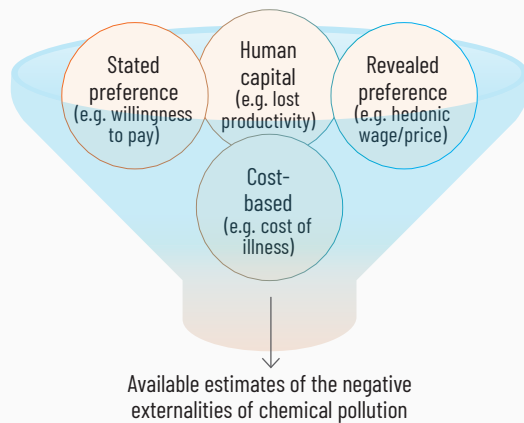 Stated
preference
(e.g. willingness
to pay)
Human
capital
(e.g. lost
productivity)
Revealed
preference
(e.g. hedonic
wage/price)
Cost-
based
(e.g. cost of
illness)
Available estimates of the negative
externalities of chemical pollution